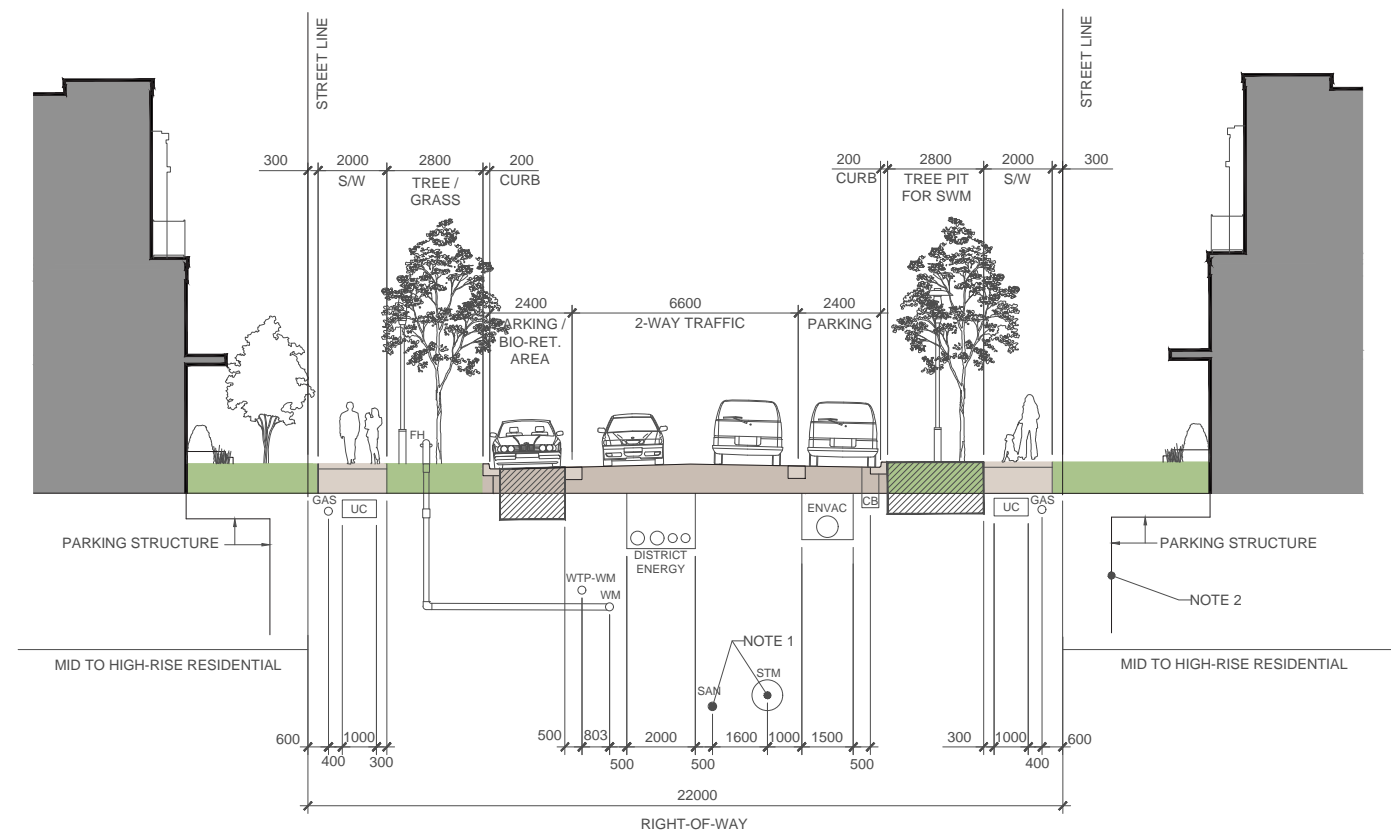 STREET LINE
STREET LINE
300
2000
2800
200
200
2800
2000
300
S/W
TREE /
GRASS
CURB
CURB
TREE PIT
FOR SWM
S/W
2400
6600
2400
PARKING /
BIO-RET.
AREA
2-WAY TRAFFIC
PARKING
FH
GAS
UC
ENVAC
CB
UC
GAS
PARKING STRUCTURE
DISTRICT
ENERGY
PARKING STRUCTURE
WTP-WM
WM
NOTE 2
NOTE 1
MID TO HIGH-RISE RESIDENTIAL
SAN
STM
MID TO HIGH-RISE RESIDENTIAL
600
1000
500
803
2000
1600
1000
1500
300
1000
600
400
300
500
500
500
400
22000
RIGHT-OF-WAY